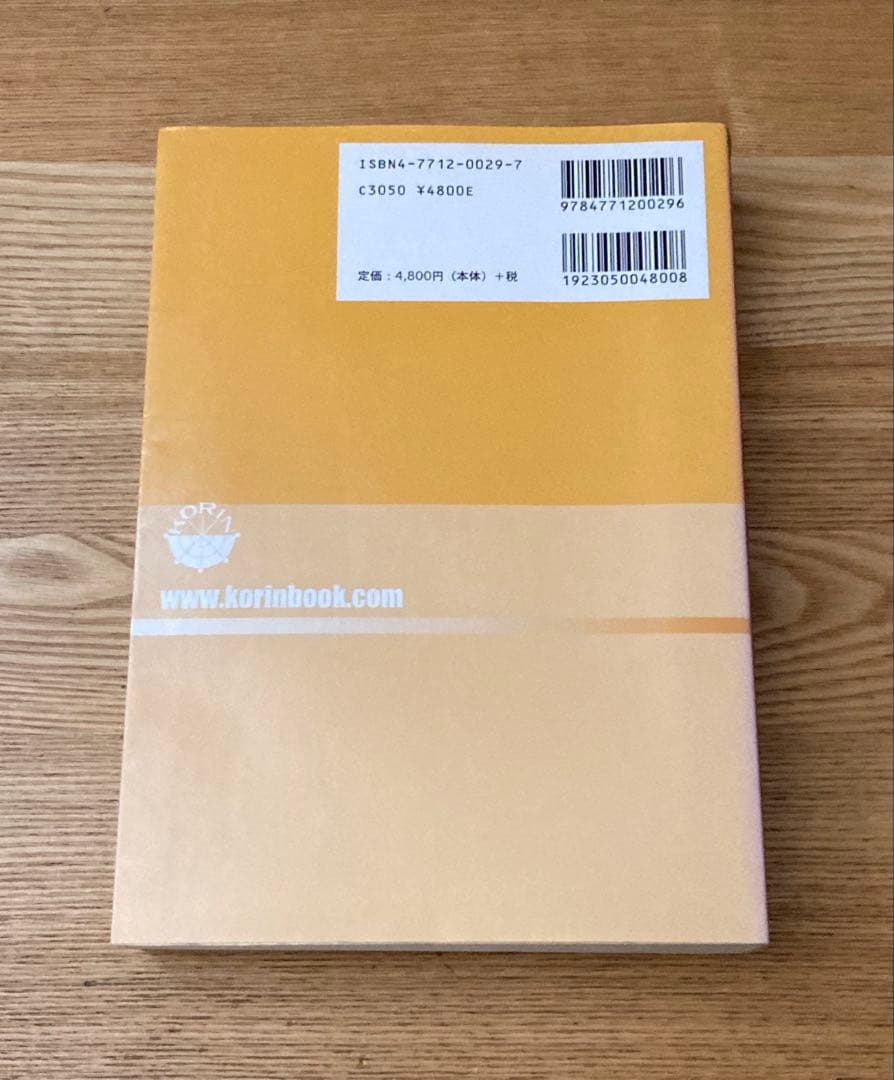 ISBN4-7712-0029-7
C3050 ¥4800E
9784771200296
定価：4,800円（本体）+税
1923050048008
KORIN
www.korinbook.com